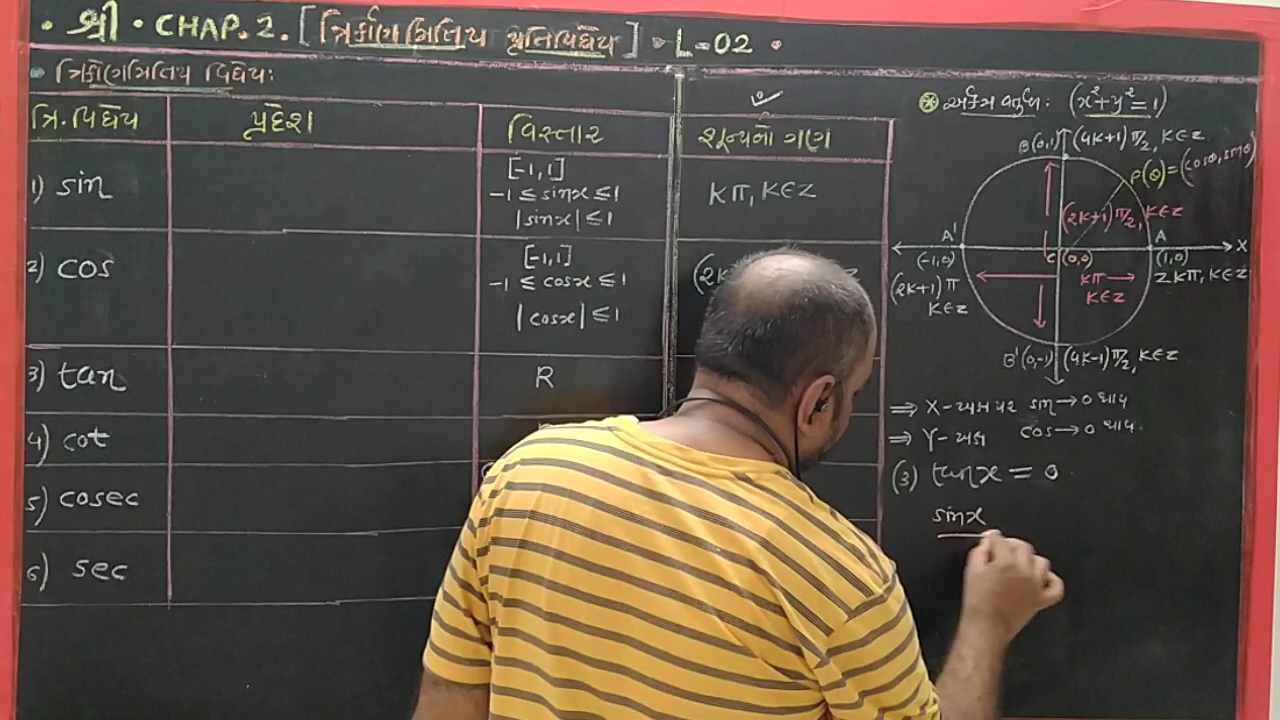 • શ્રી • CHAP. 2. [ ત્રિકોણમિતિય પ્રતિવિધેય ] • L-02 •
• ત્રિકોણમિતિય વિધેય:
ત્રિ. વિધેય પ્રદેશ વિસ્તાર શૂન્યનો ગણ
1) sin [-1,1] kπ, k∈Z
-1 ≤ sinx ≤ 1
|sinx| ≤ 1
2) cos [-1,1]
-1 ≤ cosx ≤ 1
|cosx| ≤ 1
3) tan R
4) cot
5) cosec
6) sec
એકમ વર્તુળ: (x²+y²=1)
B(0,1) (4k+1)π/2, k∈Z
P(θ)=(cosθ, sinθ)
(2k+1)π/2, k∈Z
A' A X
(-1,0) C(0,0) (1,0)
(2k+1)π kπ 2kπ, k∈Z
k∈Z k∈Z
B'(0,-1) (4k-1)π/2, k∈Z
⇒ X-અક્ષ પર sin→0 થાય
⇒ Y-અક્ષ cos→0 થાય.
(3) tanx = 0
sinx